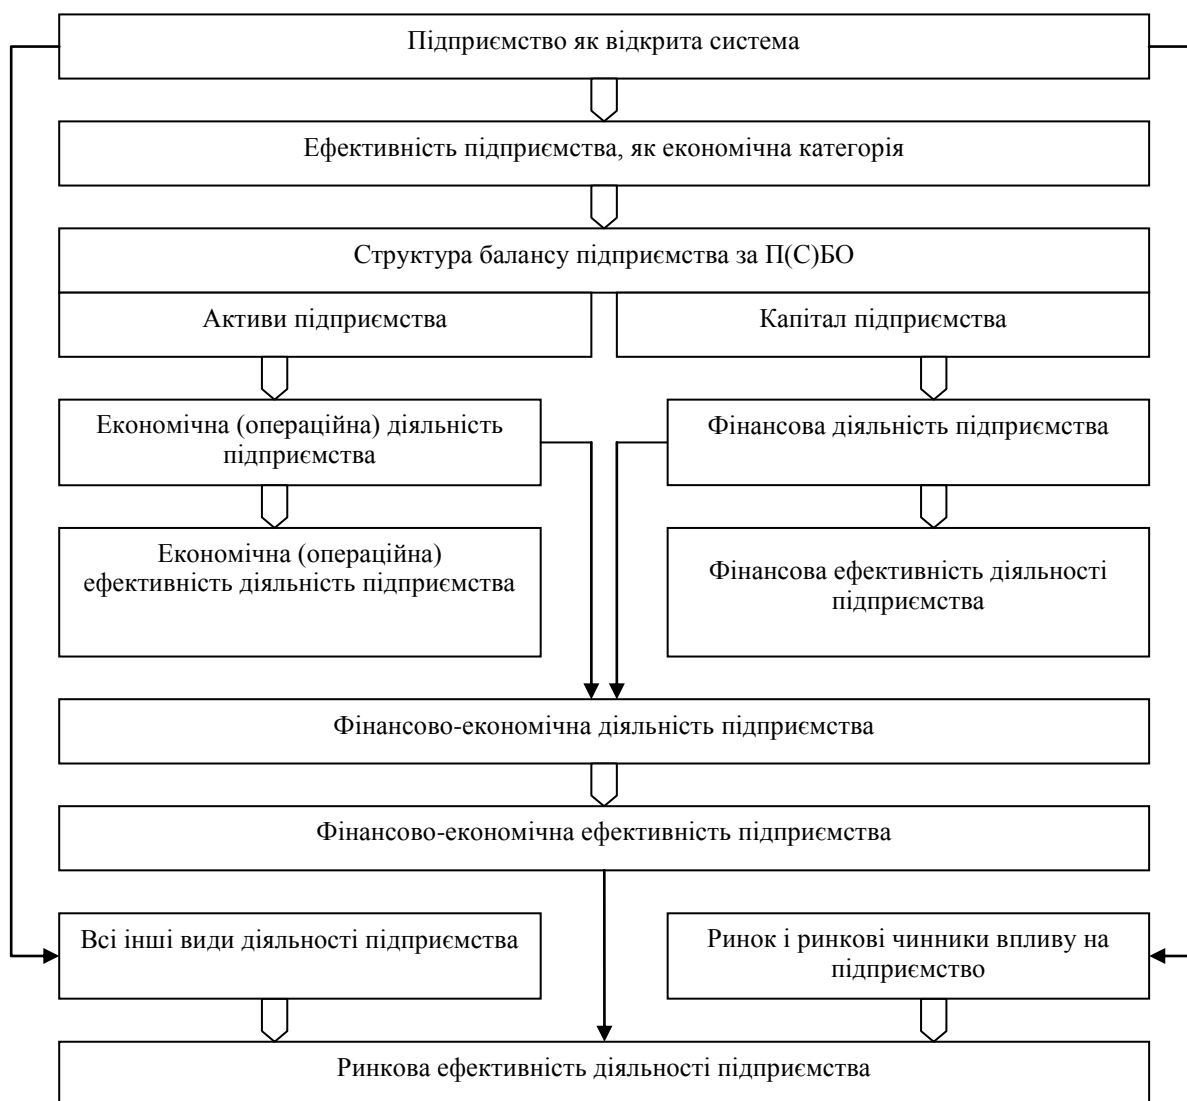 Підприємство як відкрита система
Ефективність підприємства, як економічна категорія
Структура балансу підприємства за П(С)БО
Активи підприємства
Капітал підприємства
Економічна (операційна) діяльність
підприємства
Фінансова діяльність підприємства
Економічна (операційна)
ефективність діяльність підприємства
Фінансова ефективність діяльності
підприємства
Фінансово-економічна діяльність підприємства
Фінансово-економічна ефективність підприємства
Всі інші види діяльності підприємства
Ринок і ринкові чинники впливу на
підприємство
Ринкова ефективність діяльності підприємства